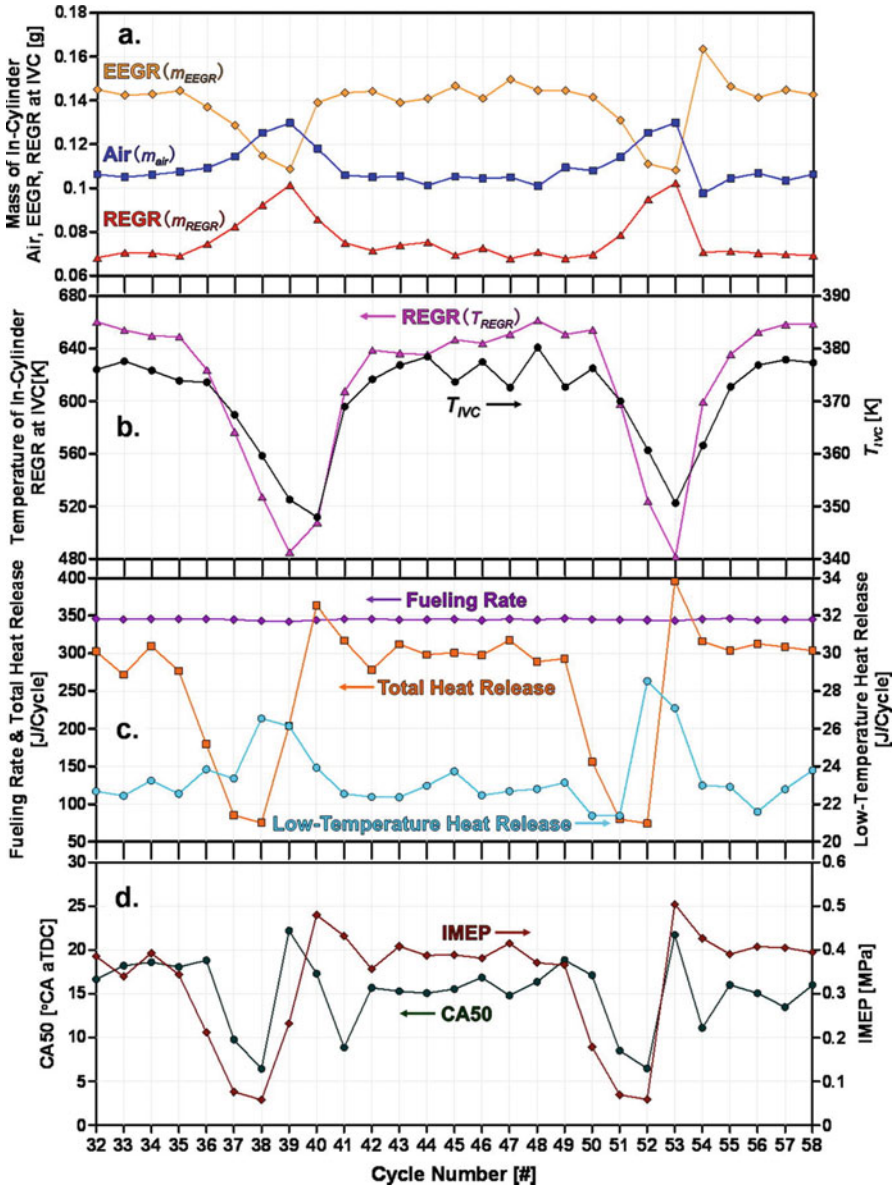 a.
Mass of In-Cylinder
Air, EEGR, REGR at IVC [g]
0.18
0.16
0.14
0.12
0.1
0.08
0.06
EEGR(m_EEGR)
Air(m_air)
REGR(m_REGR)
b.
Temperature of In-Cylinder
REGR at IVC[K]
680
640
600
560
520
480
REGR(T_REGR)
T_IVC
390
380
370
360
350
340
T_IVC [K]
c.
Fueling Rate & Total Heat Release
[J/Cycle]
400
350
300
250
200
150
100
50
Fueling Rate
Total Heat Release
Low-Temperature Heat Release
34
32
30
28
26
24
22
20
Low-Temperature Heat Release
[J/Cycle]
d.
CA50 [°CA aTDC]
30
25
20
15
10
5
0
IMEP
CA50
0.6
0.5
0.4
0.3
0.2
0.1
0
IMEP [MPa]
32 33 34 35 36 37 38 39 40 41 42 43 44 45 46 47 48 49 50 51 52 53 54 55 56 57 58
Cycle Number [#]